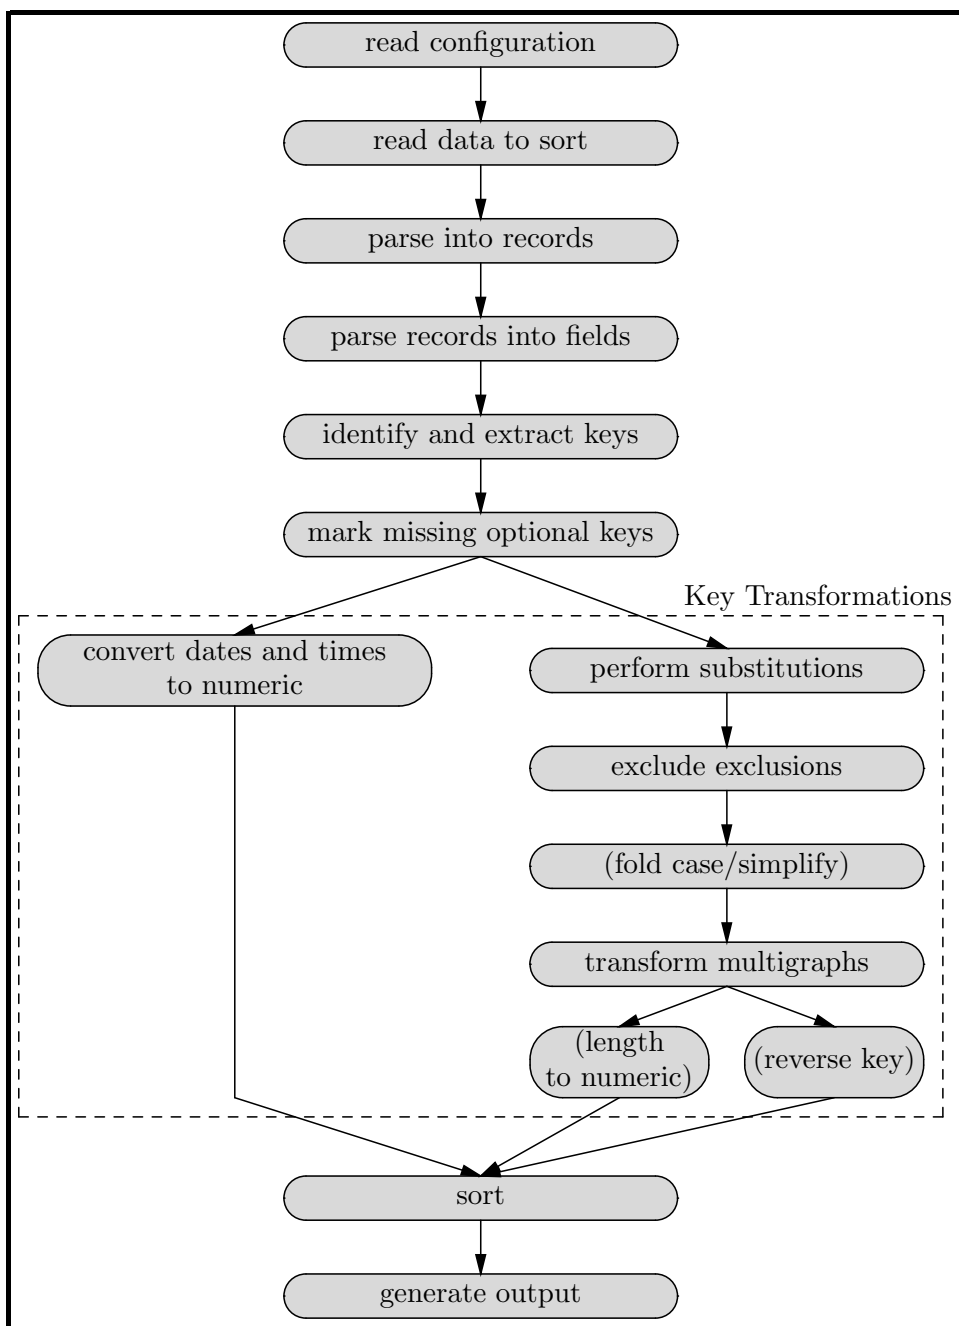 read configuration
read data to sort
parse into records
parse records into fields
identify and extract keys
mark missing optional keys
Key Transformations
convert dates and times
to numeric
perform substitutions
exclude exclusions
(fold case/simplify)
transform multigraphs
(length
to numeric)
(reverse key)
sort
generate output